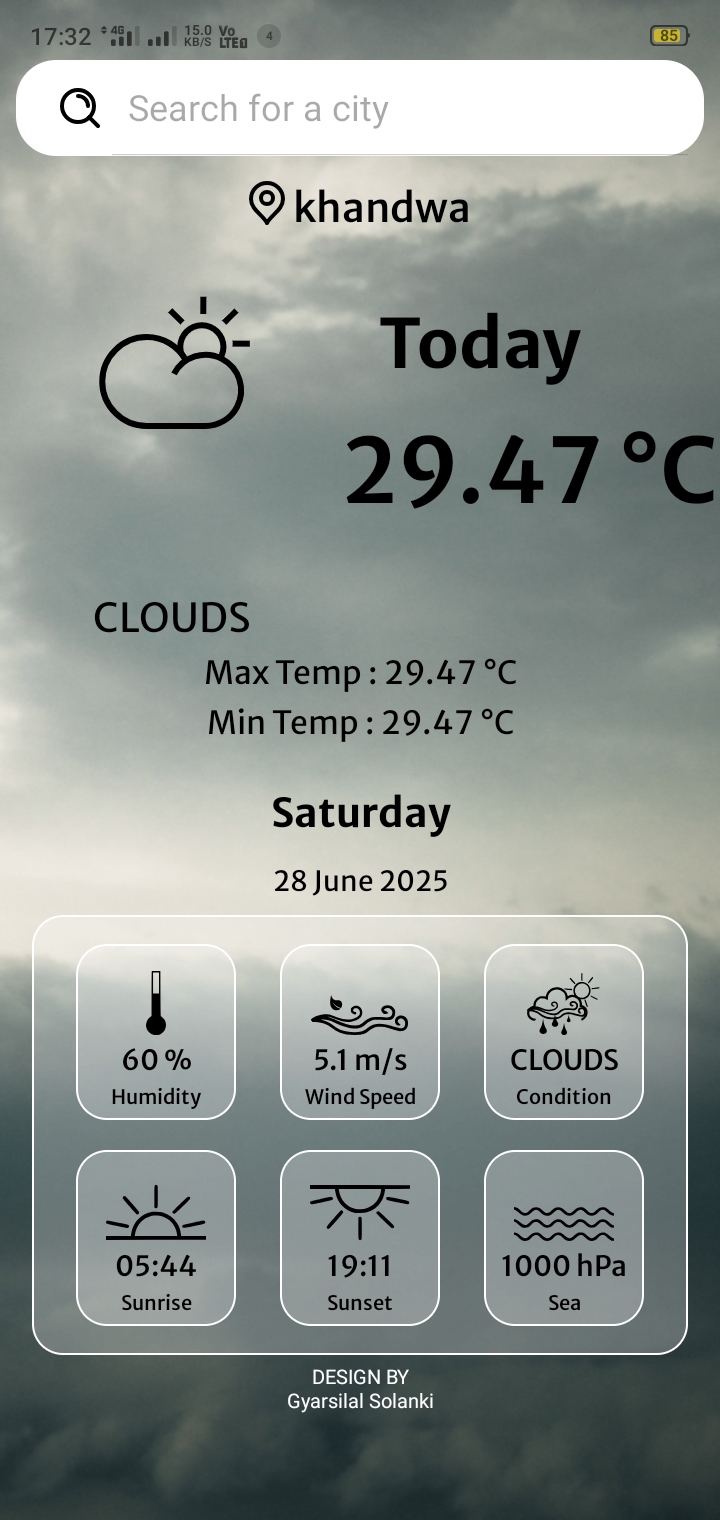 17:32 4G 15.0 KB/S Vo LTE 4 85
Search for a city
khandwa
Today
29.47 °C
CLOUDS
Max Temp : 29.47 °C
Min Temp : 29.47 °C
Saturday
28 June 2025
60 % 5.1 m/s CLOUDS
Humidity Wind Speed Condition
05:44 19:11 1000 hPa
Sunrise Sunset Sea
DESIGN BY
Gyarsilal Solanki